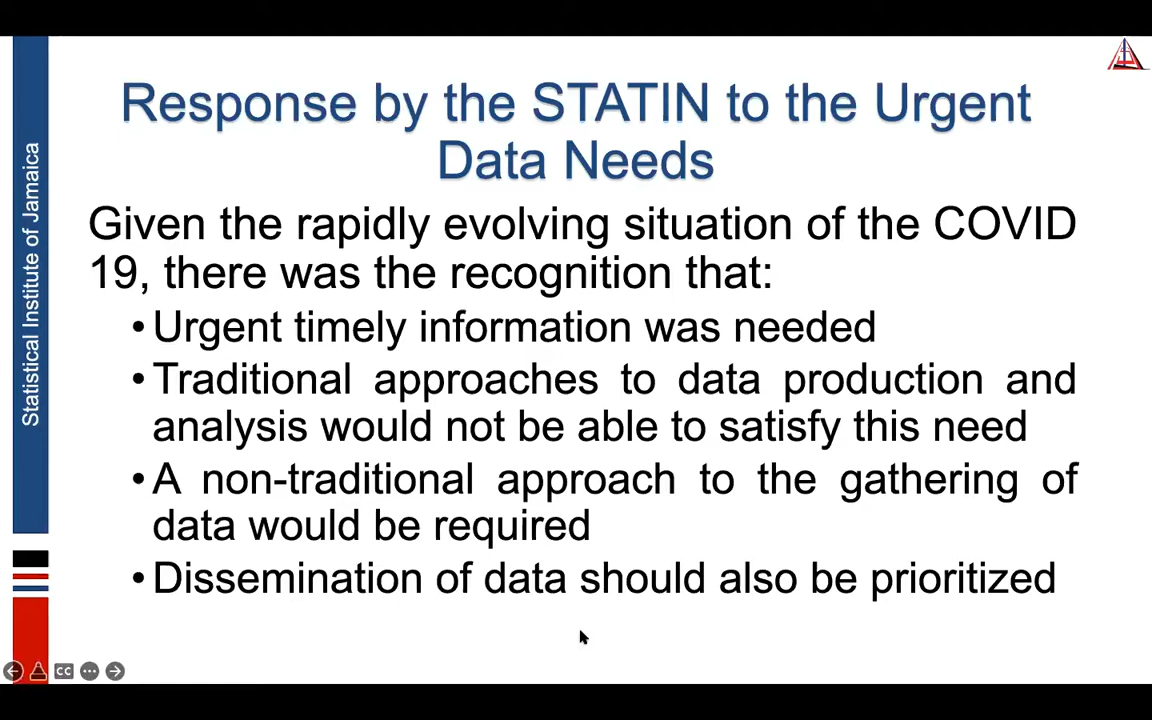 Response by the STATIN to the Urgent
Data Needs
Statistical Institute of Jamaica
Given the rapidly evolving situation of the COVID
19, there was the recognition that:
•Urgent timely information was needed
•Traditional approaches to data production and
analysis would not be able to satisfy this need
•A non-traditional approach to the gathering of
data would be required
•Dissemination of data should also be prioritized
CC